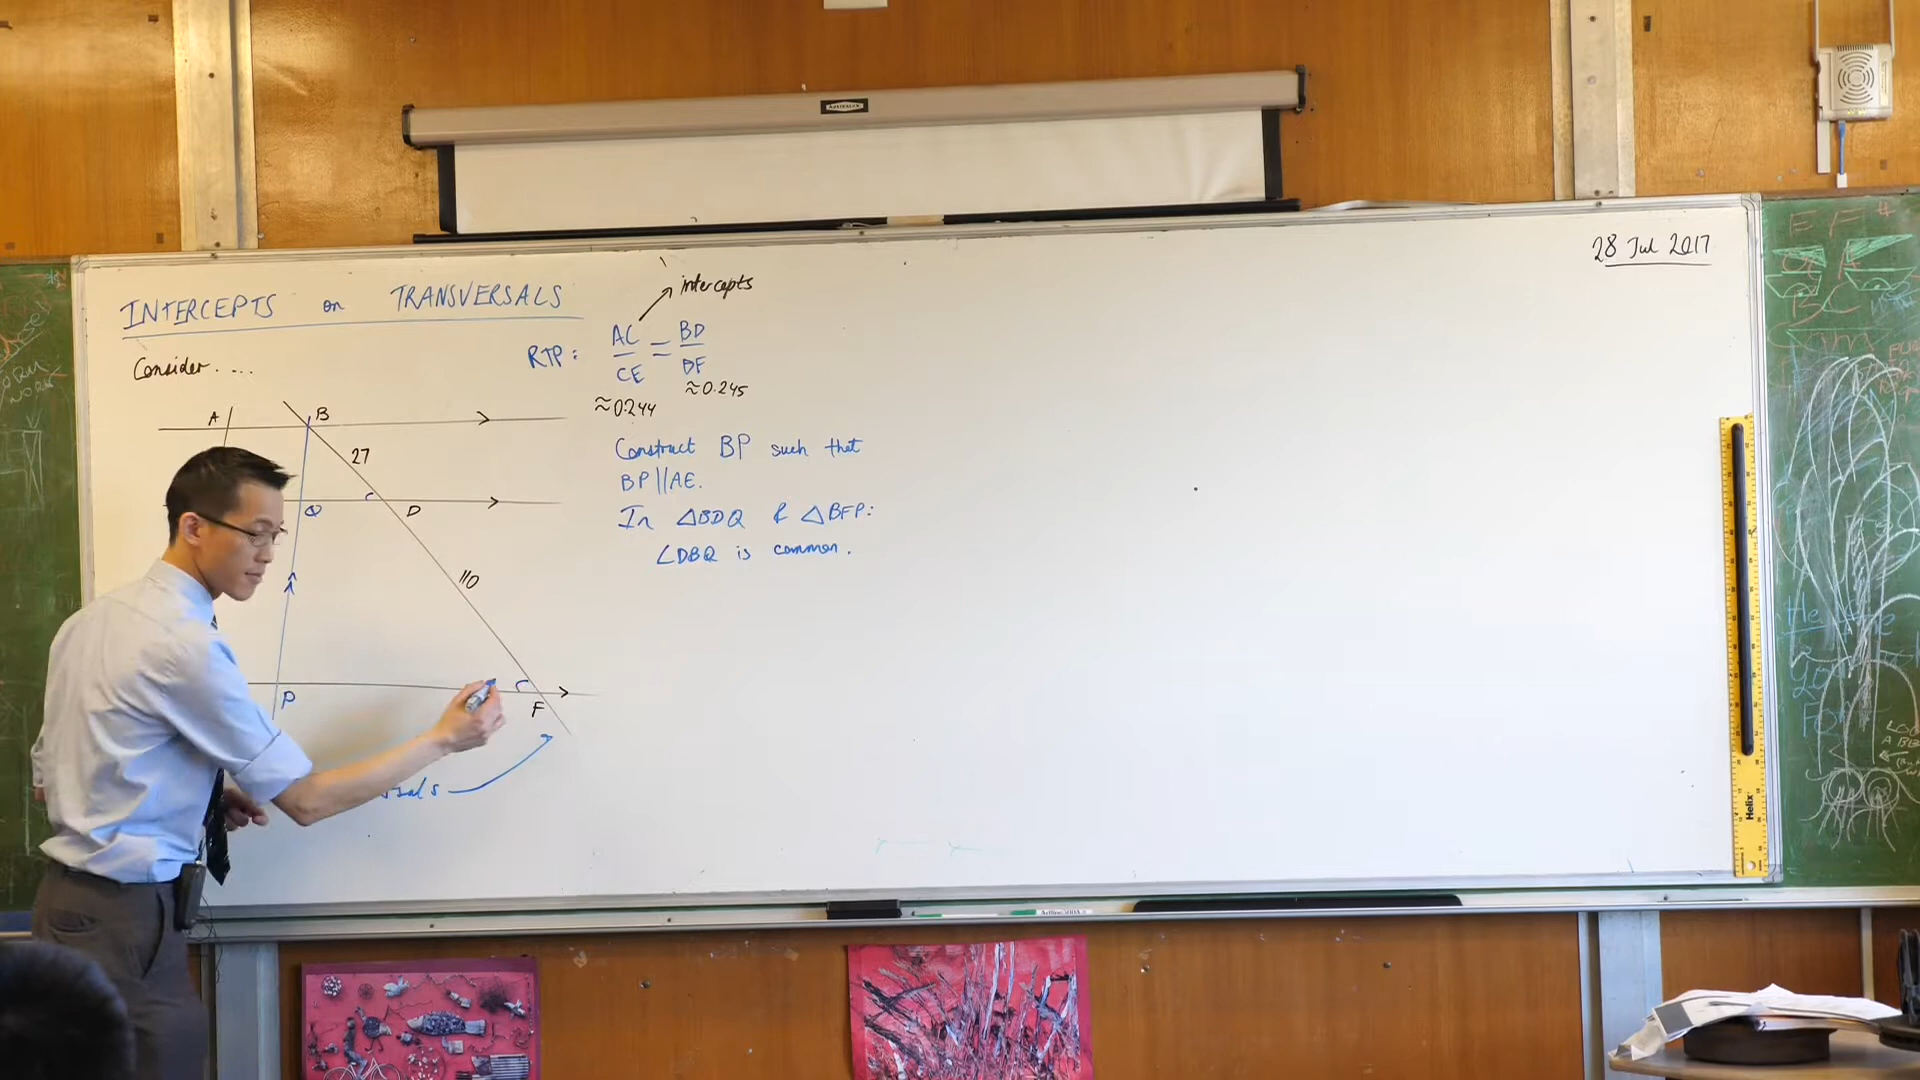 28 Jul 2017
INTERCEPTS on TRANSVERSALS
intercepts
Consider....
RTP: AC/CE = BD/DF
≈0.244 ≈0.245
A B
27
Q D
110
P F
Construct BP such that
BP||AE.
In △BDQ & △BFP:
∠DBQ is common.
Helix